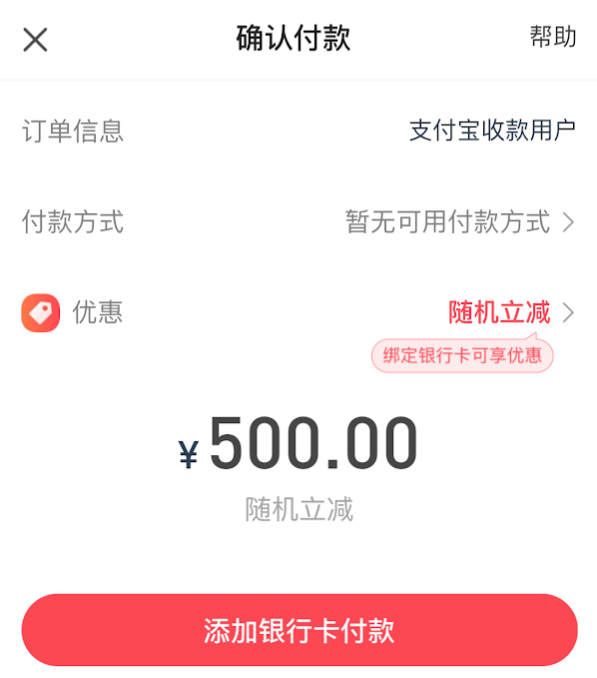 确认付款
帮助
订单信息
支付宝收款用户
付款方式
暂无可用付款方式
优惠
随机立减
绑定银行卡可享优惠
¥500.00
随机立减
添加银行卡付款